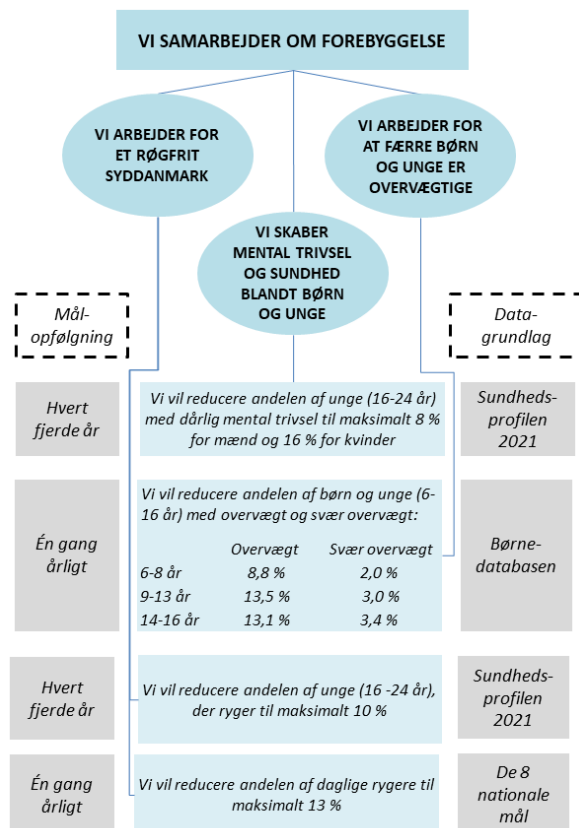 VI SAMARBEJDER OM FOREBYGGELSE
VI ARBEJDER FOR
ET RØGFRIT
SYDDANMARK
VI ARBEJDER FOR
AT FÆRRE BØRN
OG UNGE ER
OVERVÆGTIGE
VI SKABER
MENTAL TRIVSEL
OG SUNDHED
BLANDT BØRN
OG UNGE
Mål-
opfølgning
Data-
grundlag
Hvert
fjerde år
Vi vil reducere andelen af unge (16-24 år)
med dårlig mental trivsel til maksimalt 8 %
for mænd og 16 % for kvinder
Sundheds-
profilen
2021
Én gang
årligt
Vi vil reducere andelen af børn og unge (6-
16 år) med overvægt og svær overvægt:
Overvægt Svær overvægt
6-8 år 8,8 % 2,0 %
9-13 år 13,5 % 3,0 %
14-16 år 13,1 % 3,4 %
Børne-
databasen
Hvert
fjerde år
Vi vil reducere andelen af unge (16 -24 år),
der ryger til maksimalt 10 %
Sundheds-
profilen
2021
Én gang
årligt
Vi vil reducere andelen af daglige rygere til
maksimalt 13 %
De 8
nationale
mål